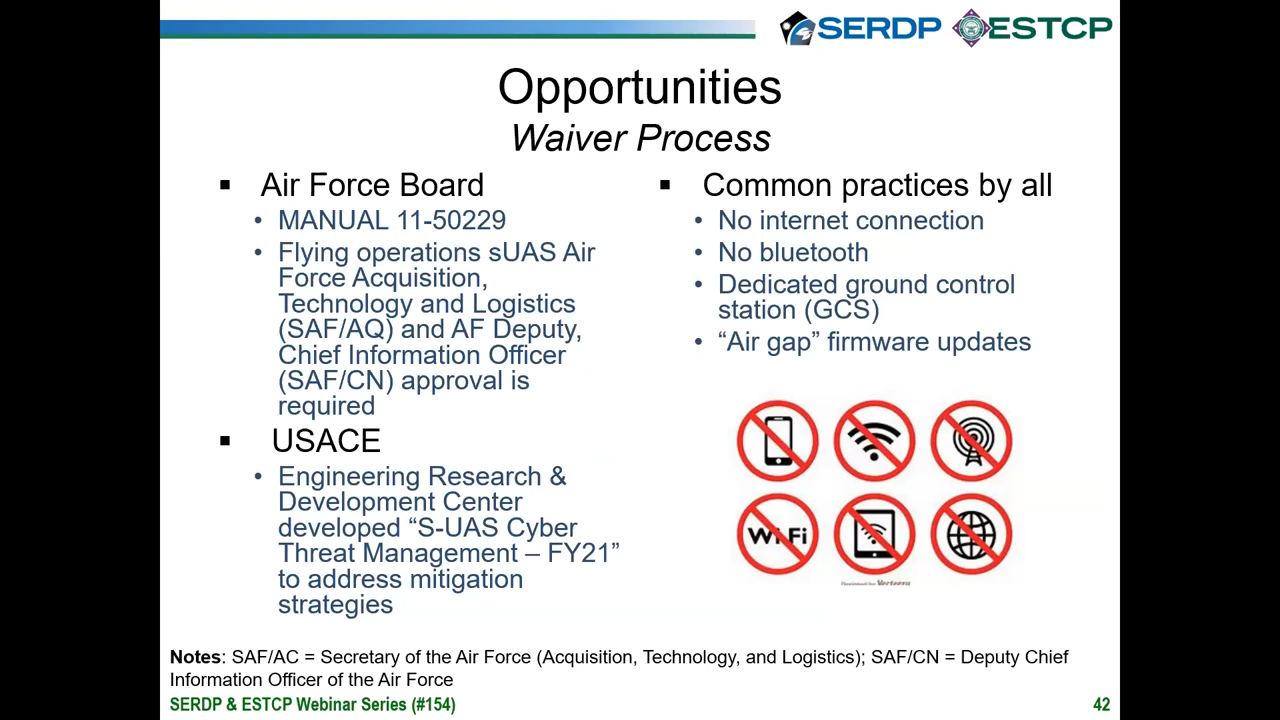 SERDP ESTCP
Opportunities
Waiver Process
▪ Air Force Board
• MANUAL 11-50229
• Flying operations sUAS Air
Force Acquisition,
Technology and Logistics
(SAF/AQ) and AF Deputy,
Chief Information Officer
(SAF/CN) approval is
required
▪ USACE
• Engineering Research &
Development Center
developed “S-UAS Cyber
Threat Management – FY21”
to address mitigation
strategies
▪ Common practices by all
• No internet connection
• No bluetooth
• Dedicated ground control
station (GCS)
• “Air gap” firmware updates
Wi Fi
Notes: SAF/AC = Secretary of the Air Force (Acquisition, Technology, and Logistics); SAF/CN = Deputy Chief
Information Officer of the Air Force
SERDP & ESTCP Webinar Series (#154)
42